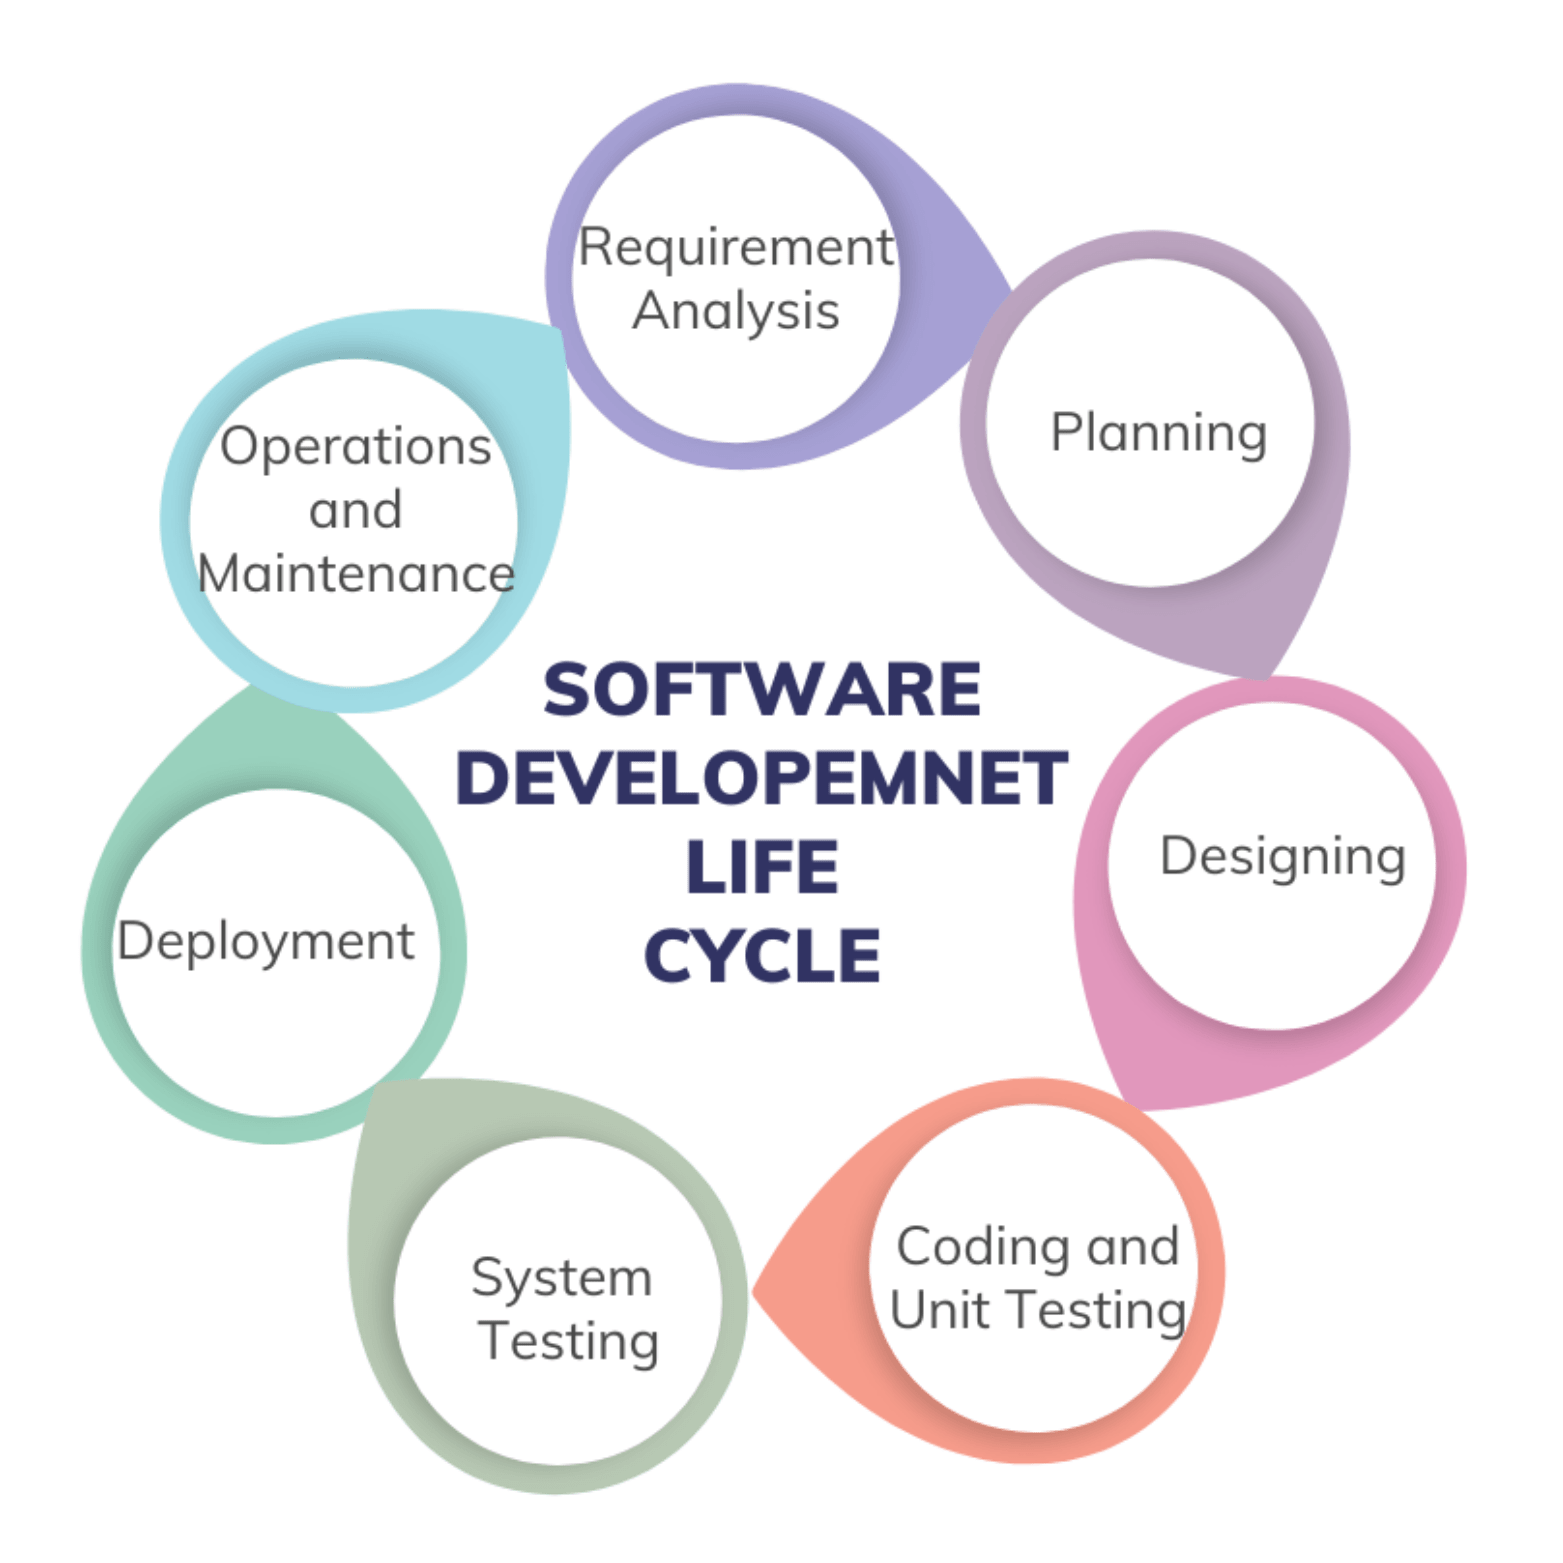 Requirement
Analysis
Planning
Designing
Coding and
Unit Testing
System
Testing
Deployment
Operations
and
Maintenance
SOFTWARE
DEVELOPEMNET
LIFE
CYCLE